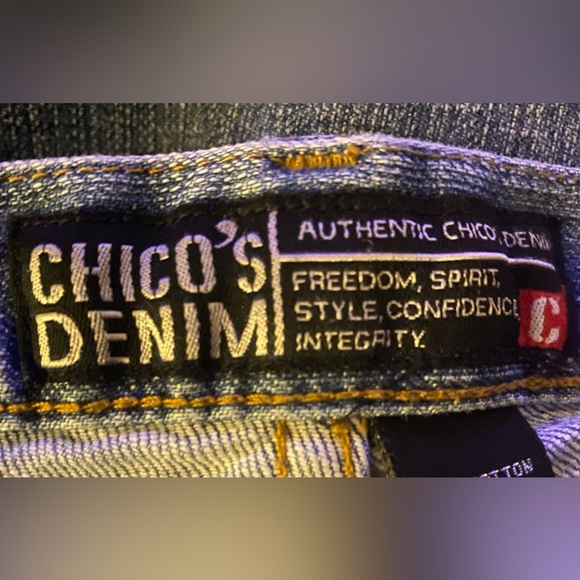 CHICO'S
DENIM
AUTHENTIC CHICO'S DENIM
FREEDOM, SPIRIT,
STYLE, CONFIDENCE
INTEGRITY.
C